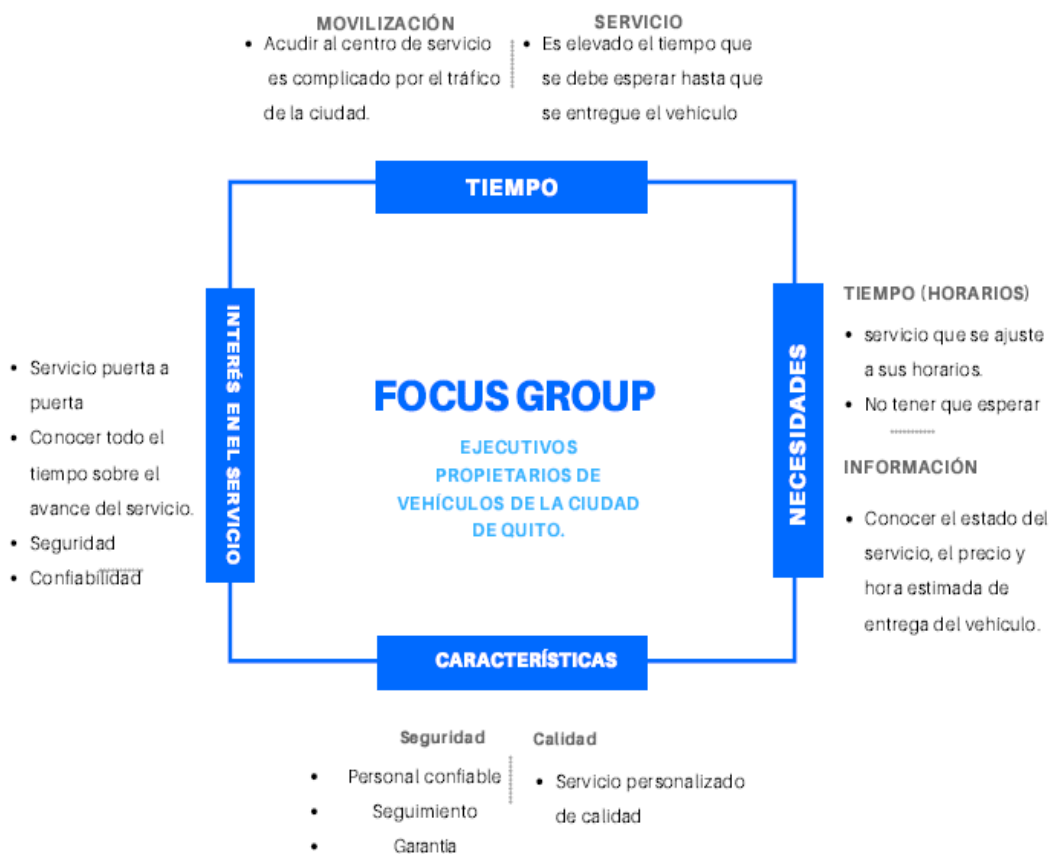 MOVILIZACIÓN
• Acudir al centro de servicio
es complicado por el tráfico
de la ciudad.
SERVICIO
• Es elevado el tiempo que
se debe esperar hasta que
se entregue el vehículo
TIEMPO
INTERÉS EN EL SERVICIO
• Servicio puerta a
puerta
• Conocer todo el
tiempo sobre el
avance del servicio.
• Seguridad
• Confiabilidad
FOCUS GROUP
EJECUTIVOS
PROPIETARIOS DE
VEHÍCULOS DE LA CIUDAD
DE QUITO.
NECESIDADES
TIEMPO (HORARIOS)
• servicio que se ajuste
a sus horarios.
• No tener que esperar
INFORMACIÓN
• Conocer el estado del
servicio, el precio y
hora estimada de
entrega del vehículo.
CARACTERÍSTICAS
Seguridad
• Personal confiable
• Seguimiento
• Garantía
Calidad
• Servicio personalizado
de calidad